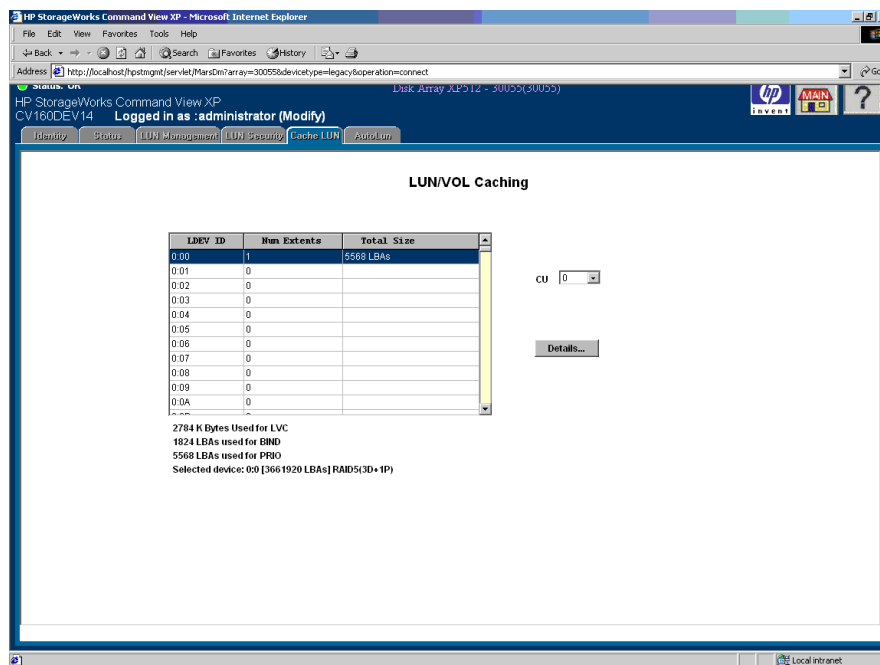 HP StorageWorks Command View XP - Microsoft Internet Explorer
File Edit View Favorites Tools Help
Back Search Favorites History
Address http://localhost/hpstmgmt/servlet/MarsDm?array=30055&devicetype=legacy&operation=connect Go
Status: OK Disk Array XP512 - 30055(30055)
HP StorageWorks Command View XP
CV160DEV14 Logged in as :administrator (Modify)
hp invent MAIN ?
Identity Status LUN Management LUN Security Cache LUN AutoLun
LUN/VOL Caching
LDEV ID Num Extents Total Size
0:00 1 5568 LBAs
0:01 0
0:02 0
0:03 0
0:04 0
0:05 0
0:06 0
0:07 0
0:08 0
0:09 0
0:0A 0
CU 0
Details...
2784 K Bytes Used for LVC
1824 LBAs used for BIND
5568 LBAs used for PRIO
Selected device: 0:0 [3661920 LBAs] RAID5(3D+1P)
Local intranet